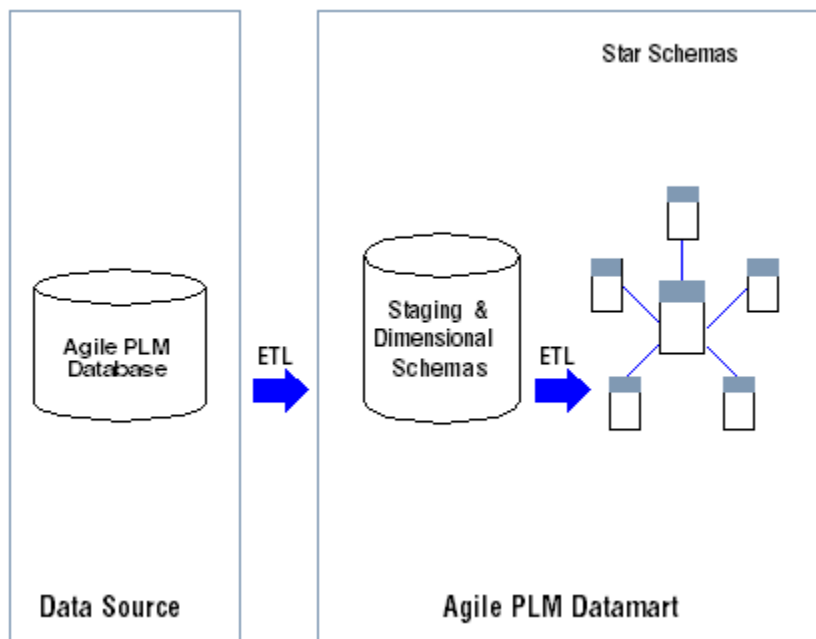 Star Schemas
Agile PLM
Database
ETL
Staging &
Dimensional
Schemas
ETL
Data Source
Agile PLM Datamart